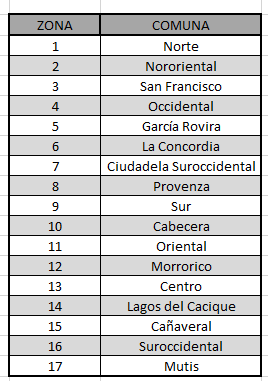 ZONA COMUNA
1 Norte
2 Nororiental
3 San Francisco
4 Occidental
5 García Rovira
6 La Concordia
7 Ciudadela Suroccidental
8 Provenza
9 Sur
10 Cabecera
11 Oriental
12 Morrorico
13 Centro
14 Lagos del Cacique
15 Cañaveral
16 Suroccidental
17 Mutis